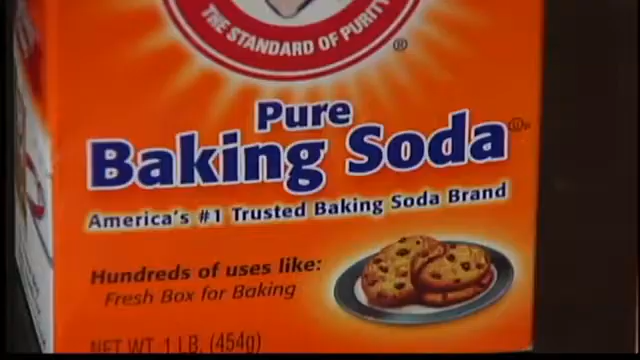 THE STANDARD OF PURITY
®
Pure
Baking Soda
America's #1 Trusted Baking Soda Brand
Hundreds of uses like:
Fresh Box for Baking
NET WT. 1 LB. (454g)